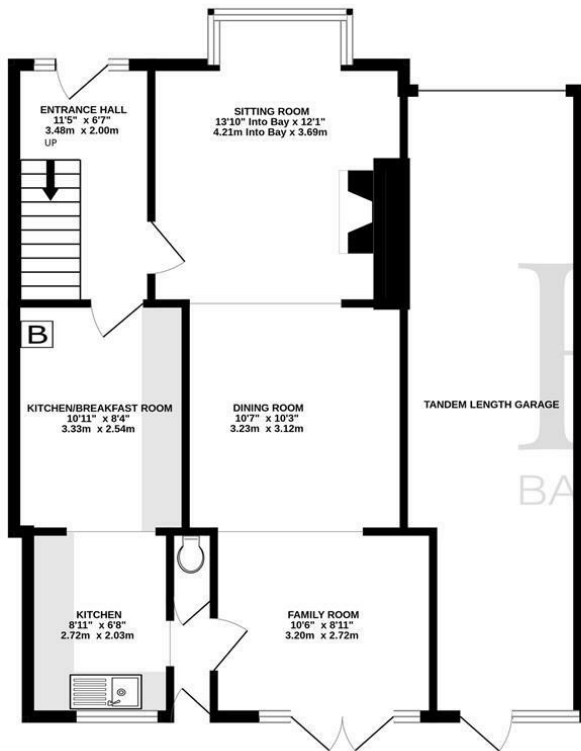 ENTRANCE HALL
11'5" x 6'7"
3.48m x 2.00m
UP
SITTING ROOM
13'10" Into Bay x 12'1"
4.21m Into Bay x 3.69m
B
KITCHEN/BREAKFAST ROOM
10'11" x 8'4"
3.33m x 2.54m
DINING ROOM
10'7" x 10'3"
3.23m x 3.12m
TANDEM LENGTH GARAGE
BA
KITCHEN
8'11" x 6'8"
2.72m x 2.03m
FAMILY ROOM
10'6" x 8'11"
3.20m x 2.72m